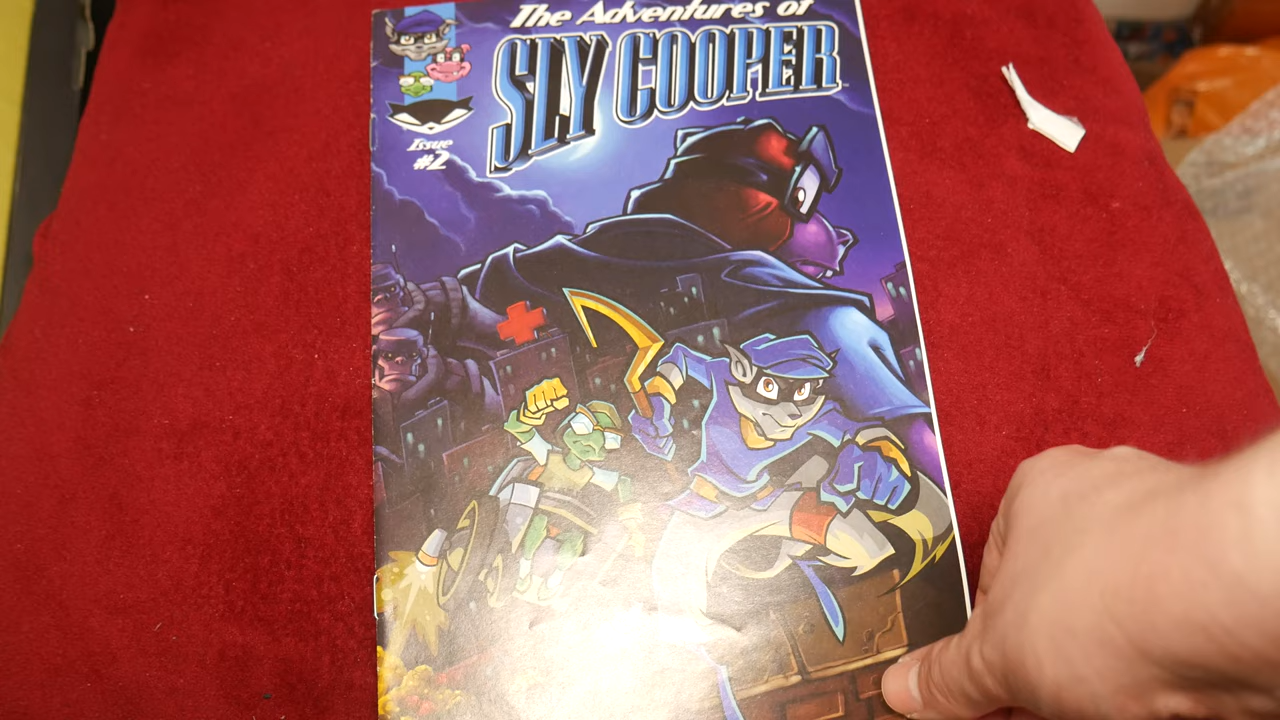 The Adventures of
SLY COOPER
Issue
#2